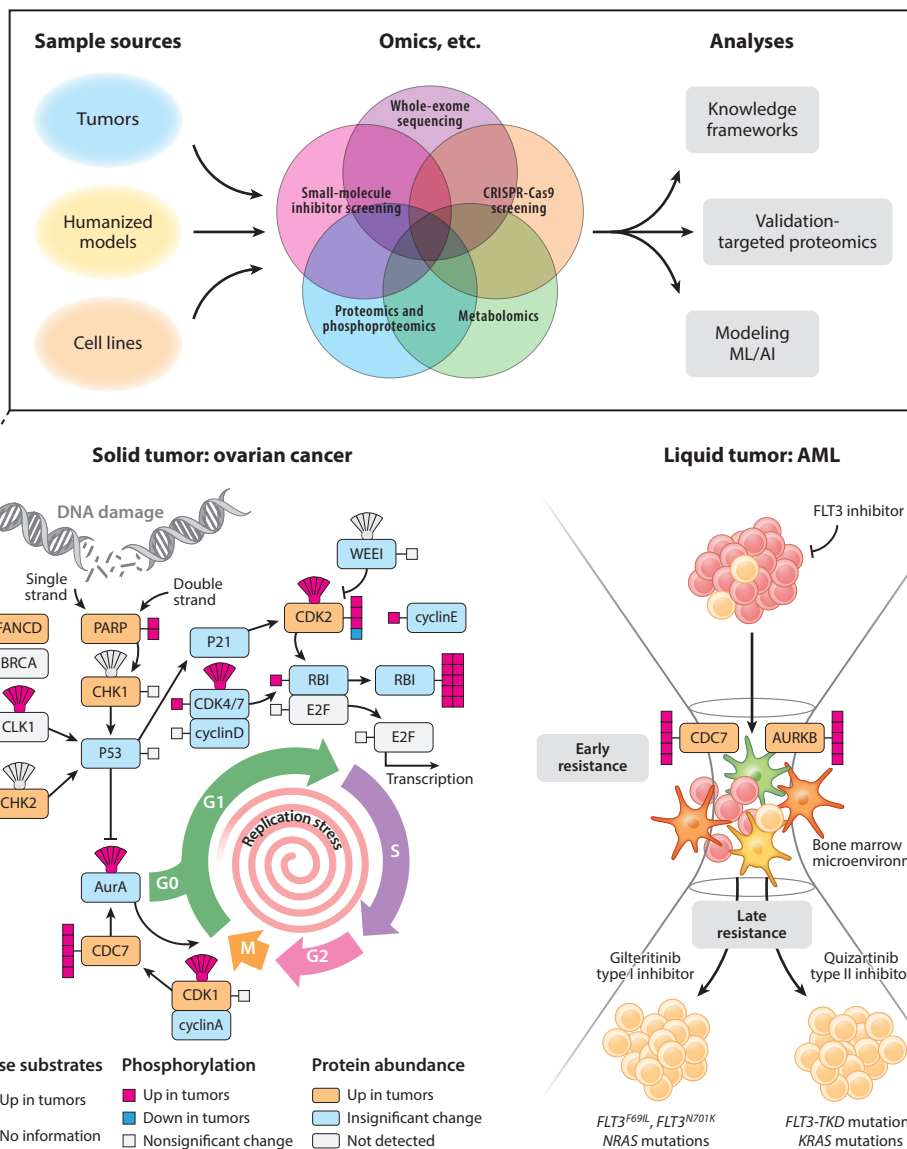 Sample sources
Omics, etc.
Analyses
Tumors
Humanized
models
Cell lines
Whole-exome
sequencing
Small-molecule
inhibitor screening
CRISPR-Cas9
screening
Proteomics and
phosphoproteomics
Metabolomics
Knowledge
frameworks
Validation-
targeted proteomics
Modeling
ML/AI
Solid tumor: ovarian cancer
DNA damage
Single
strand
Double
strand
FANCD
PARP
BRCA
CHK1
CLK1
P53
CHK2
P21
CDK2
WEEI
cyclinE
CDK4/7
cyclinD
RBI
E2F
RBI
E2F
Transcription
G1
G0
S
G2
M
Replication stress
AurA
CDC7
CDK1
cyclinA
se substrates
Up in tumors
No information
Phosphorylation
Up in tumors
Down in tumors
Nonsignificant change
Protein abundance
Up in tumors
Insignificant change
Not detected
Liquid tumor: AML
FLT3 inhibitor
CDC7
AURKB
Early
resistance
Bone marrow
microenvironm
Late
resistance
Gilteritinib
type I inhibitor
Quizartinib
type II inhibito
FLT3F69IL, FLT3N701K
NRAS mutations
FLT3-TKD mutation
KRAS mutations